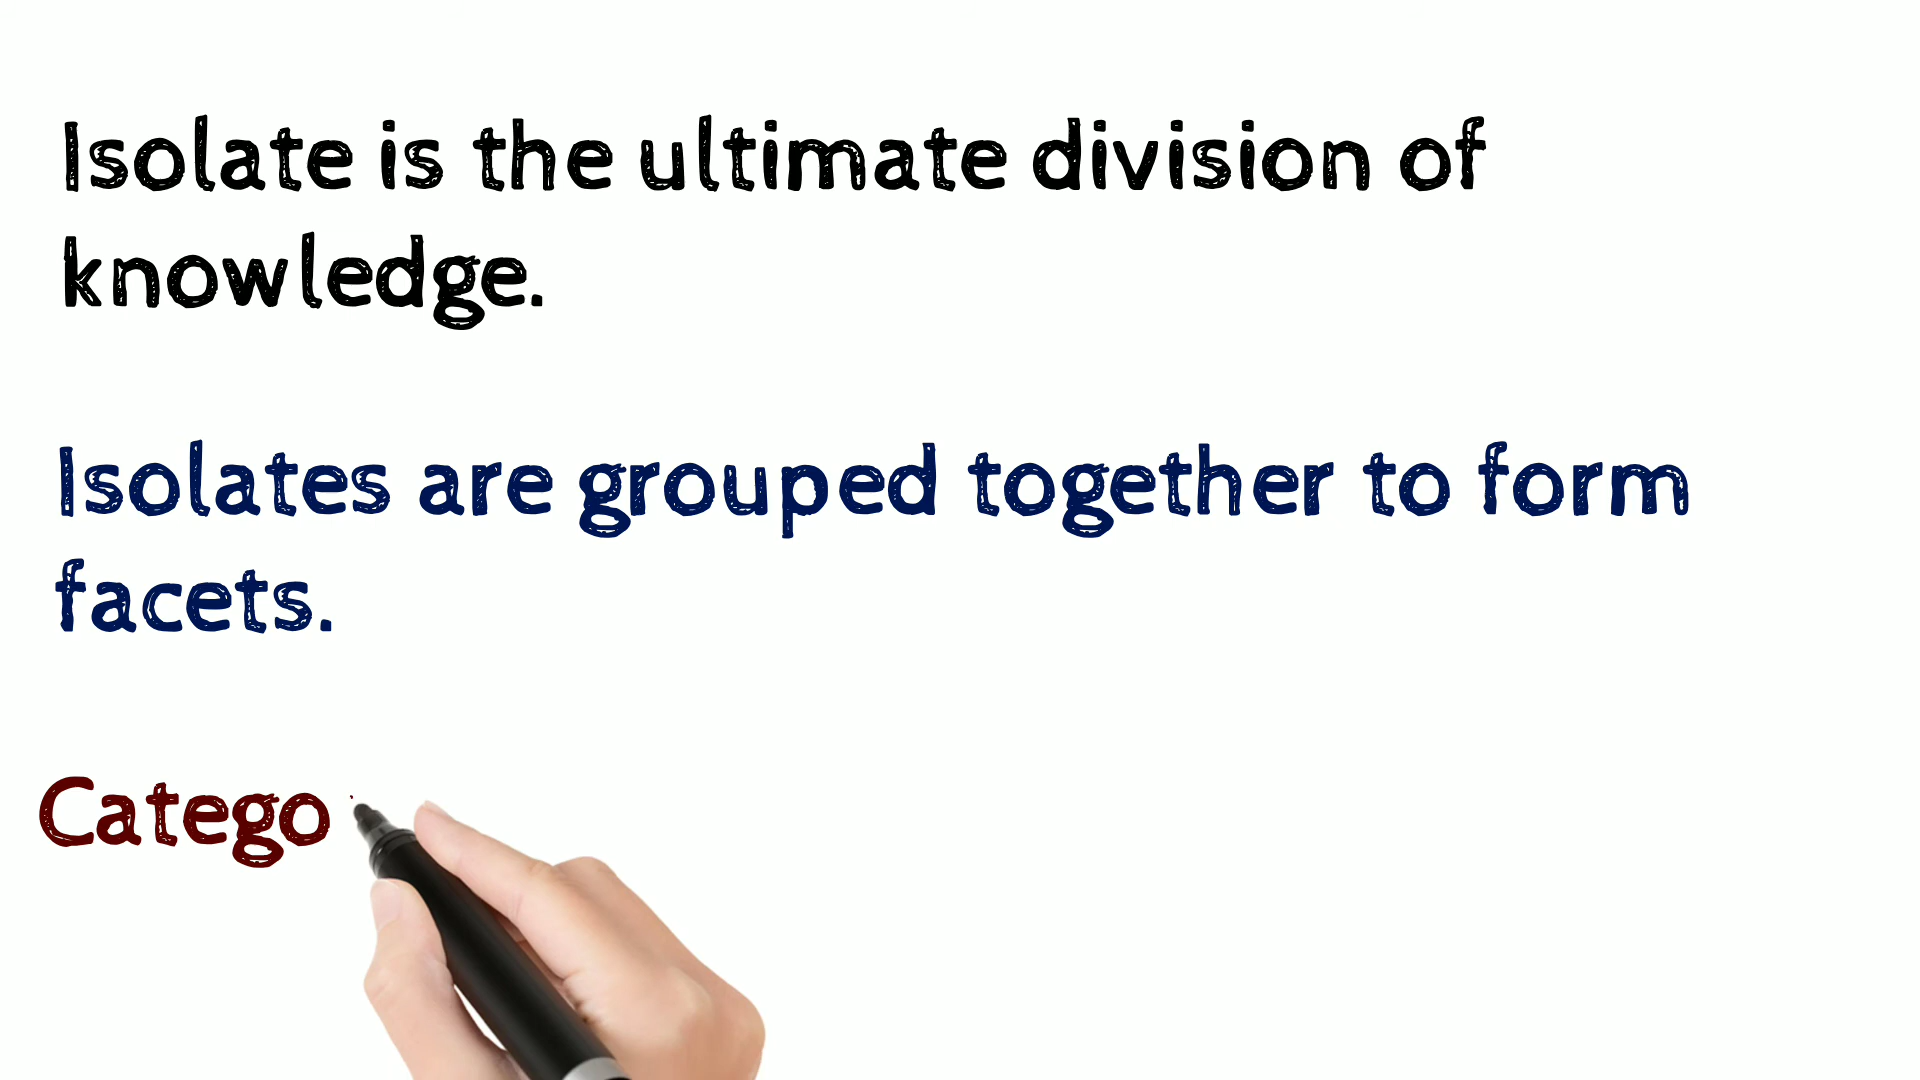 Isolate is the ultimate division of
knowledge.
Isolates are grouped together to form
facets.
Catego